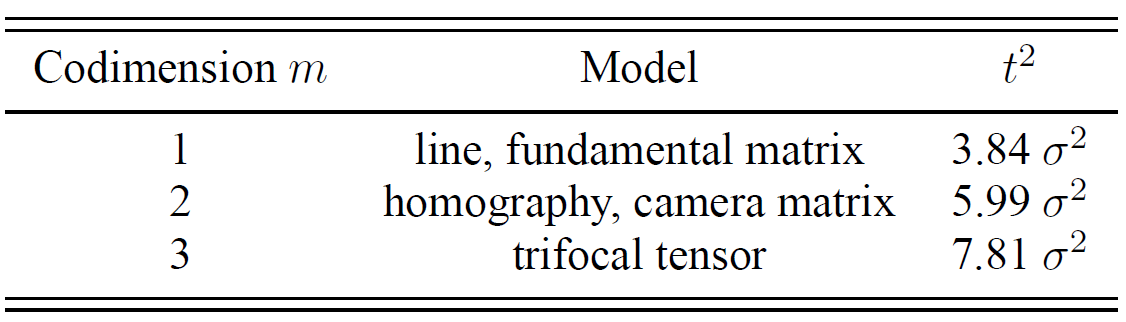 Codimension m Model t²
1 line, fundamental matrix 3.84 σ²
2 homography, camera matrix 5.99 σ²
3 trifocal tensor 7.81 σ²